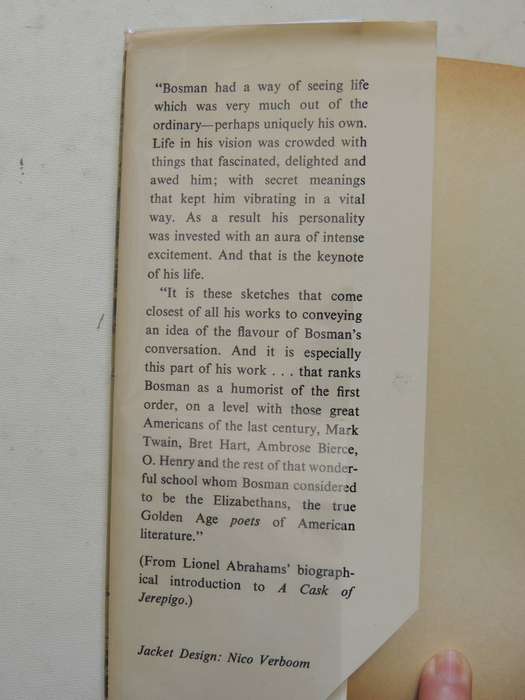 “Bosman had a way of seeing life
which was very much out of the
ordinary—perhaps uniquely his own.
Life in his vision was crowded with
things that fascinated, delighted and
awed him; with secret meanings
that kept him vibrating in a vital
way. As a result his personality
was invested with an aura of intense
excitement. And that is the keynote
of his life.
“It is these sketches that come
closest of all his works to conveying
an idea of the flavour of Bosman’s
conversation. And it is especially
this part of his work . . . that ranks
Bosman as a humorist of the first
order, on a level with those great
Americans of the last century, Mark
Twain, Bret Hart, Ambrose Bierce,
O. Henry and the rest of that wonder-
ful school whom Bosman considered
to be the Elizabethans, the true
Golden Age poets of American
literature.”
(From Lionel Abrahams’ biograph-
ical introduction to A Cask of
Jerepigo.)
Jacket Design: Nico Verboom